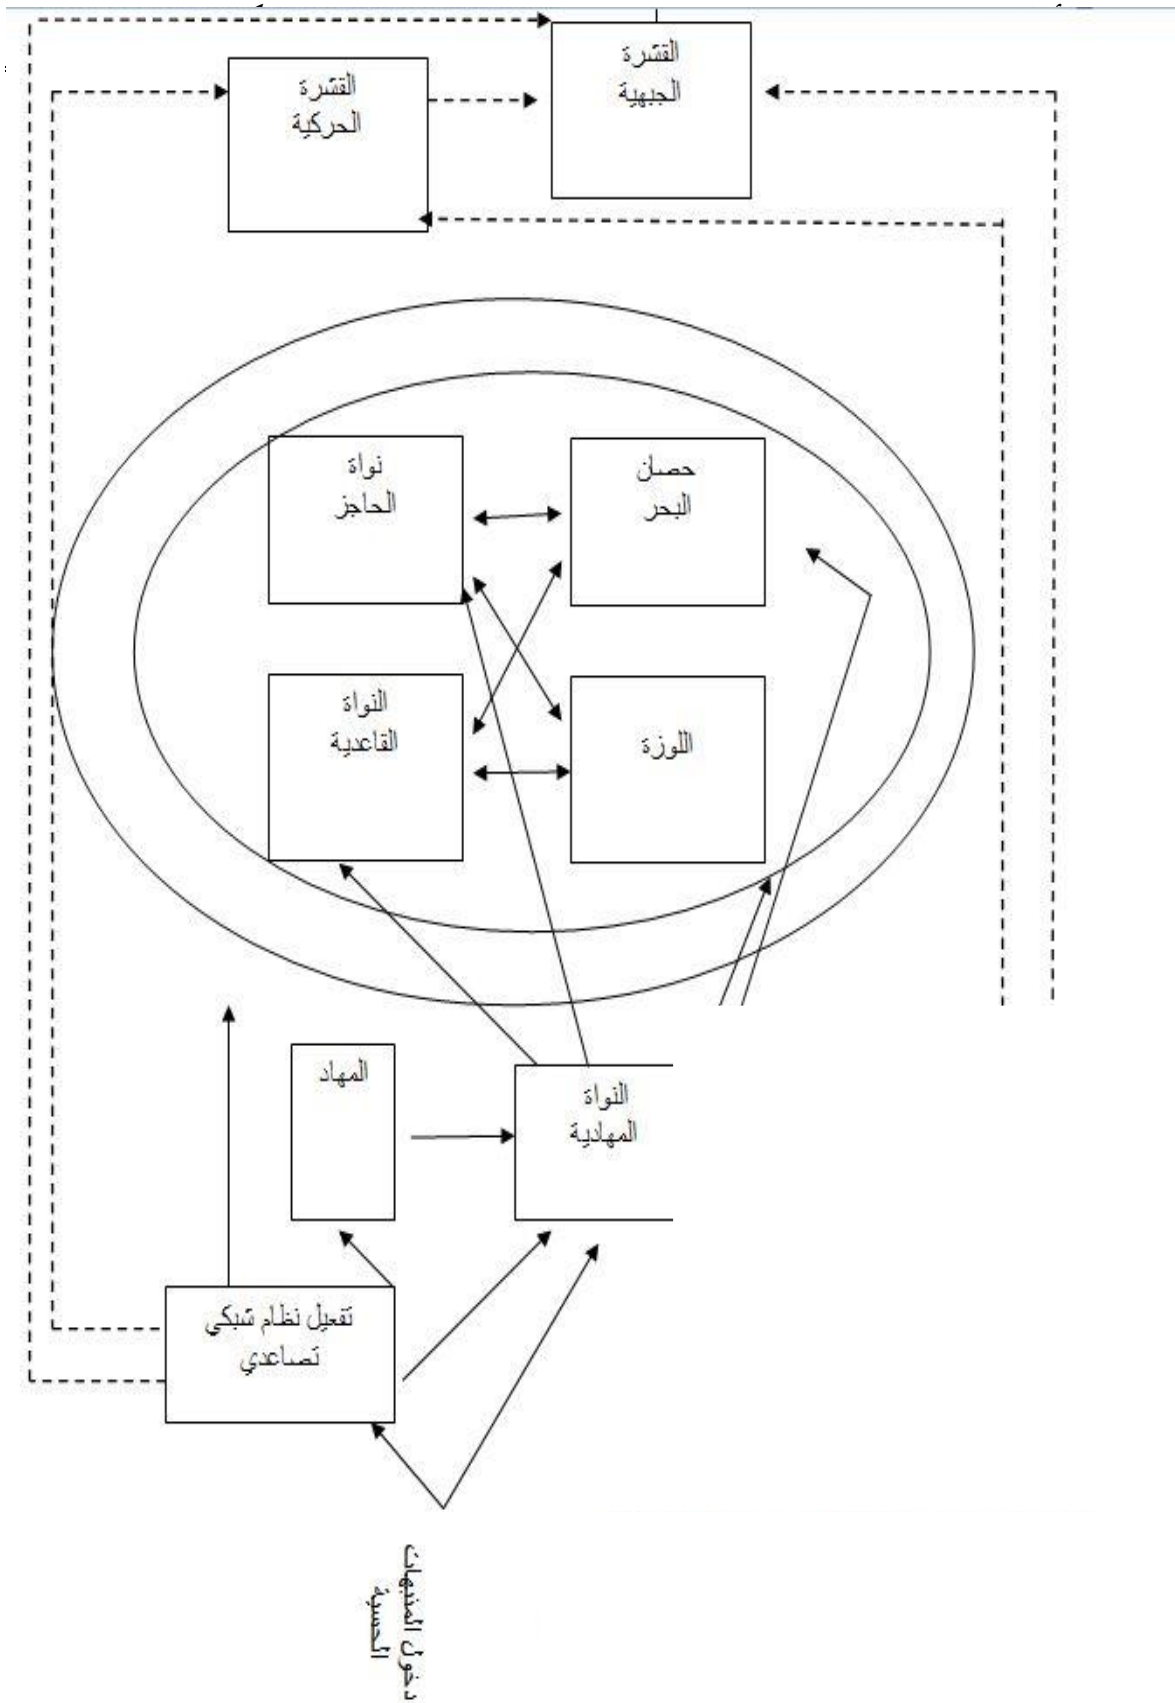 القشرة
الجبهية
القشرة
الحركية
حصان
البحر
نواة
الحاجز
اللوزة
النواة
القاعدية
المهاد
النواة
المهادية
تفعيل نظام شبكي
تصاعدي
دخول المنبهات
الحسية